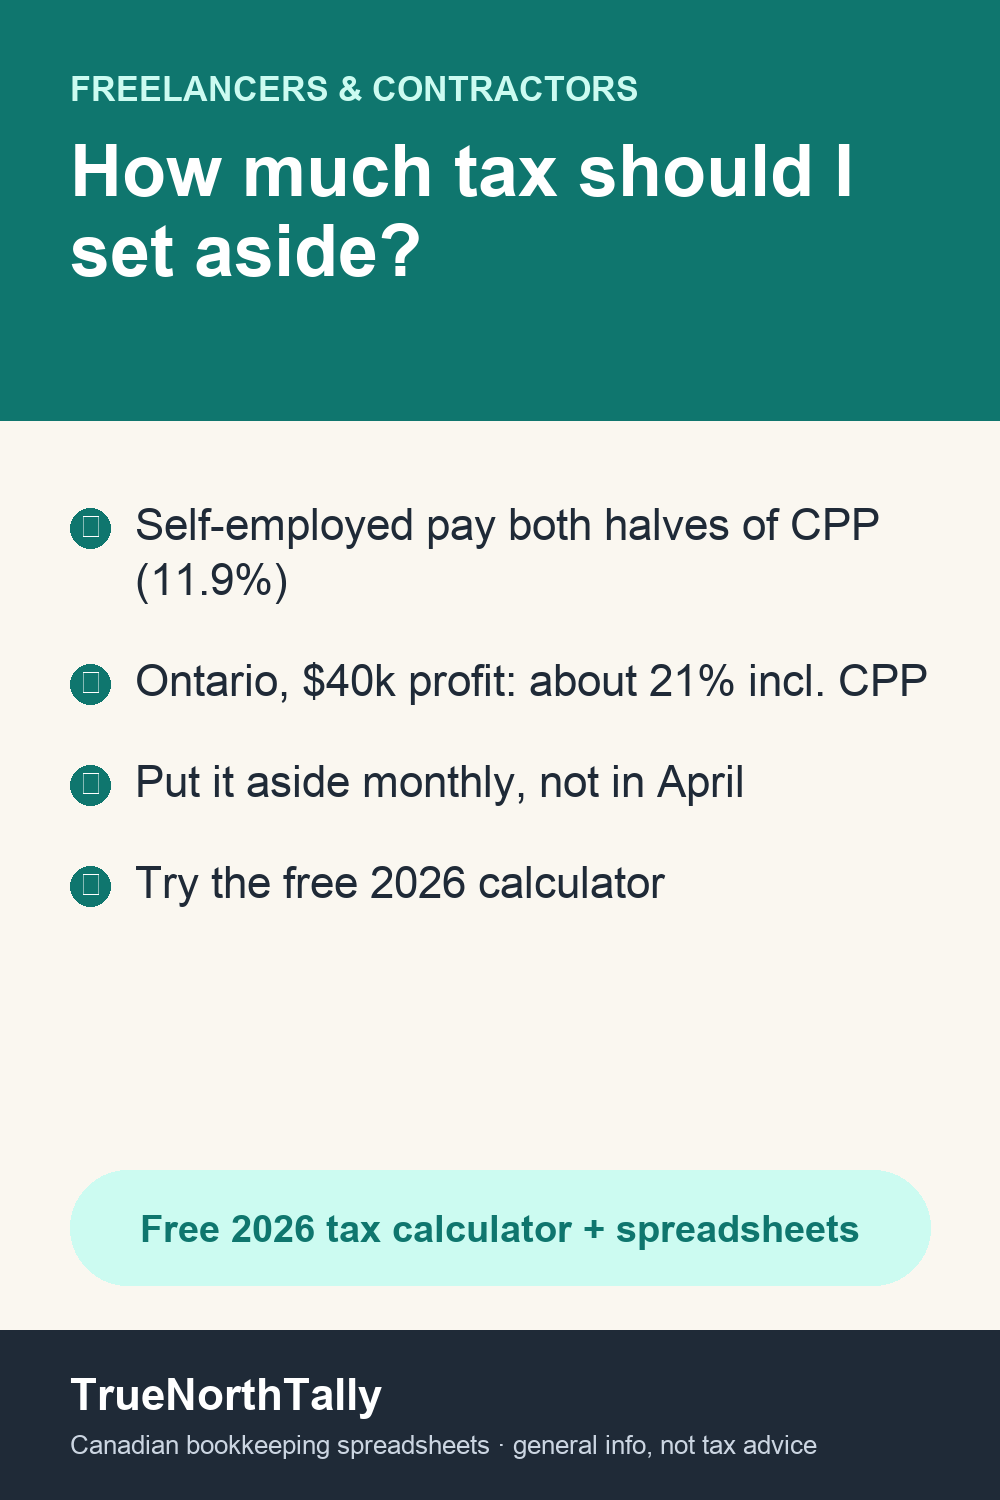 FREELANCERS & CONTRACTORS
How much tax should I
set aside?
Self-employed pay both halves of CPP
(11.9%)
Ontario, $40k profit: about 21% incl. CPP
Put it aside monthly, not in April
Try the free 2026 calculator
Free 2026 tax calculator + spreadsheets
TrueNorthTally
Canadian bookkeeping spreadsheets · general info, not tax advice